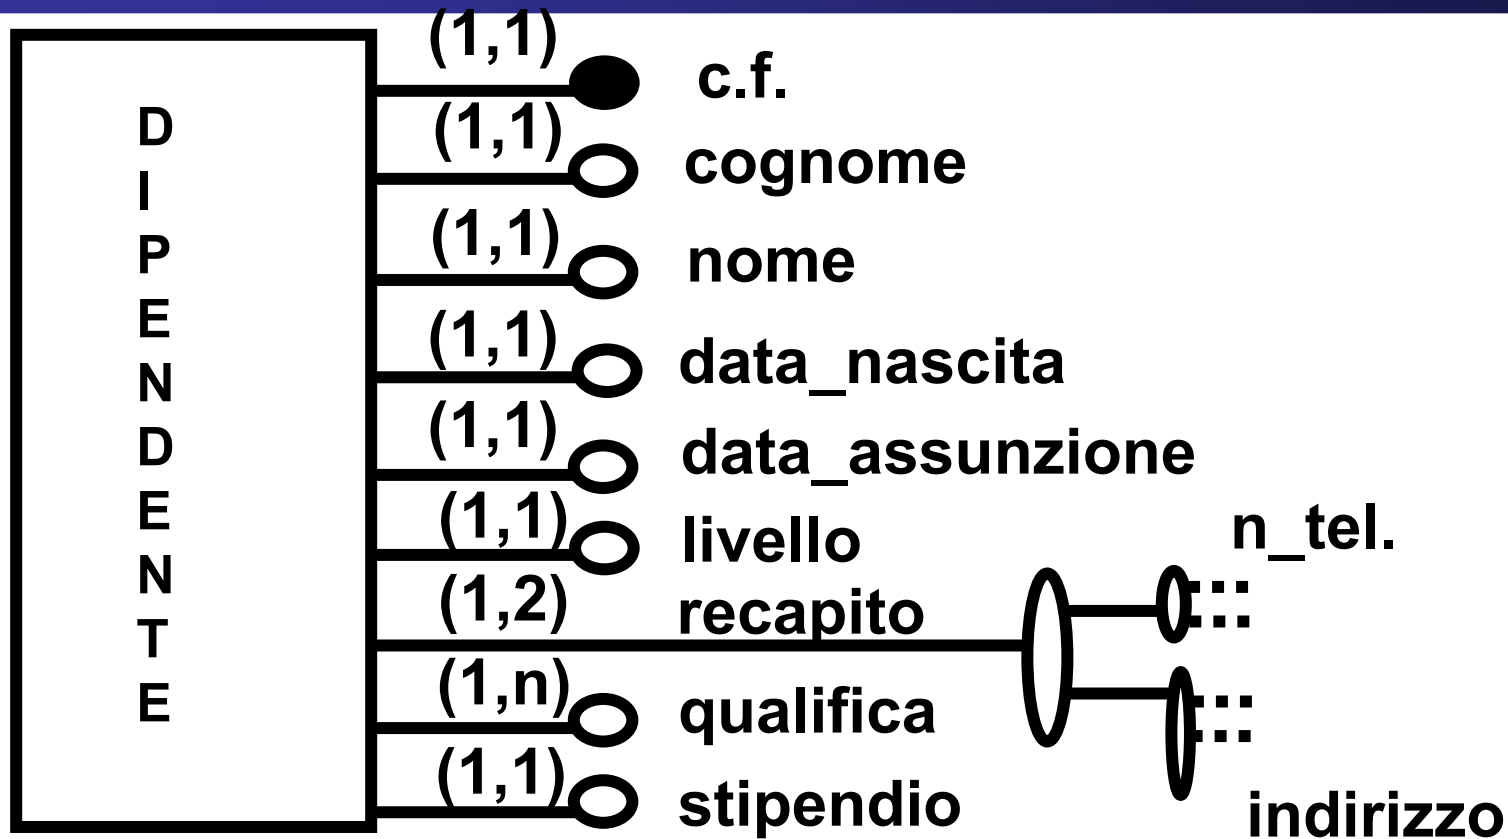 DIPENDENTE
(1,1) c.f.
(1,1) cognome
(1,1) nome
(1,1) data_nascita
(1,1) data_assunzione
(1,1) livello
n_tel.
(1,2) recapito
(1,n) qualifica
(1,1) stipendio
indirizzo